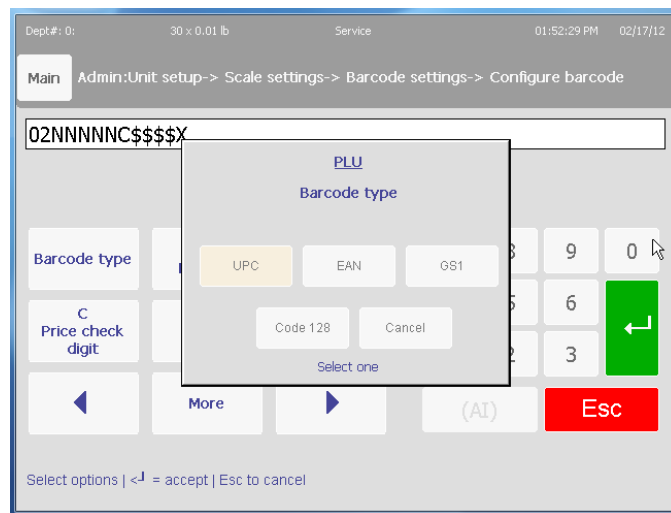 Dept#: 0:
30 x 0.01 lb
Service
01:52:29 PM
02/17/12
Main
Admin:Unit setup-> Scale settings-> Barcode settings-> Configure barcode
02NNNNNC$$$$X
PLU
Barcode type
Barcode type
UPC
EAN
GS1
9
0
C
Price check
digit
Code 128
Cancel
6
Select one
3
More
(AI)
Esc
Select options | <┘ = accept | Esc to cancel